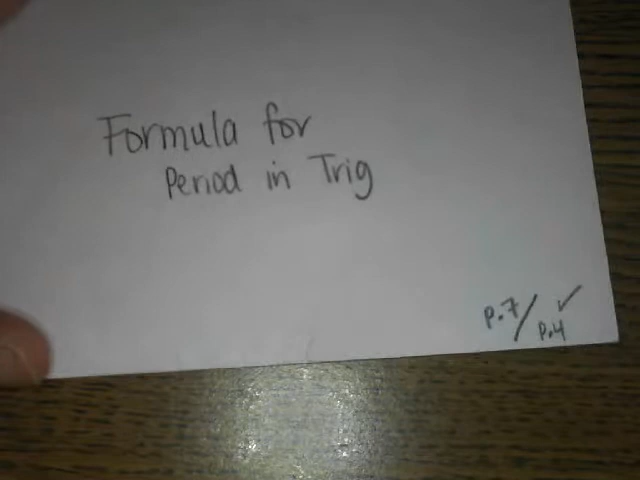 Formula for
Period in Trig
p.7/ p.4 ✓